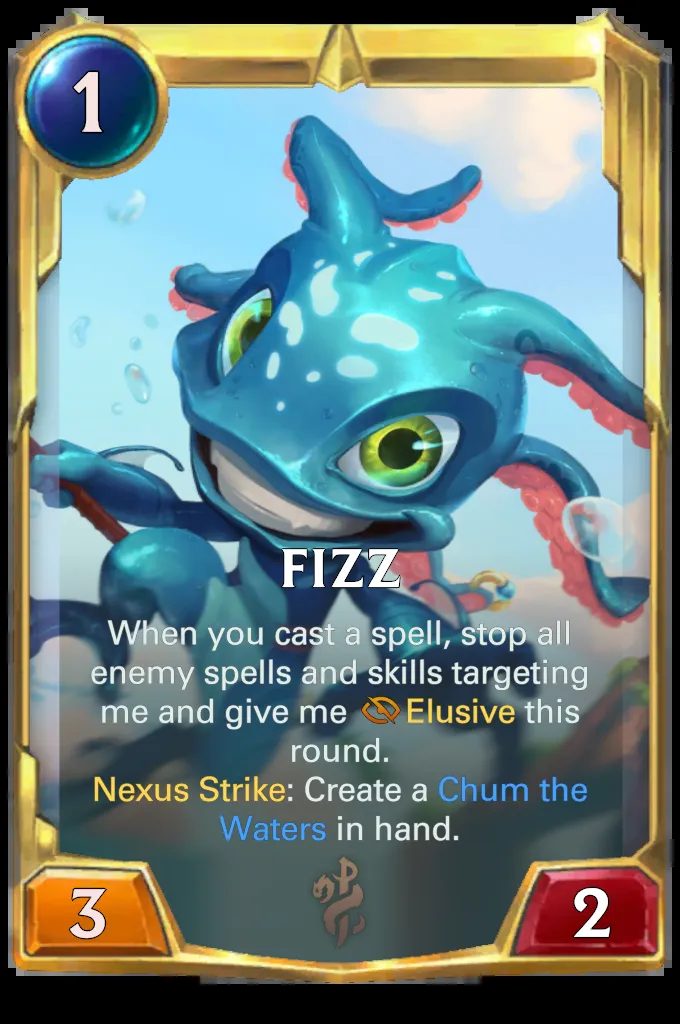 1
FIZZ
When you cast a spell, stop all
enemy spells and skills targeting
me and give me Elusive this
round.
Nexus Strike: Create a Chum the
Waters in hand.
3
2